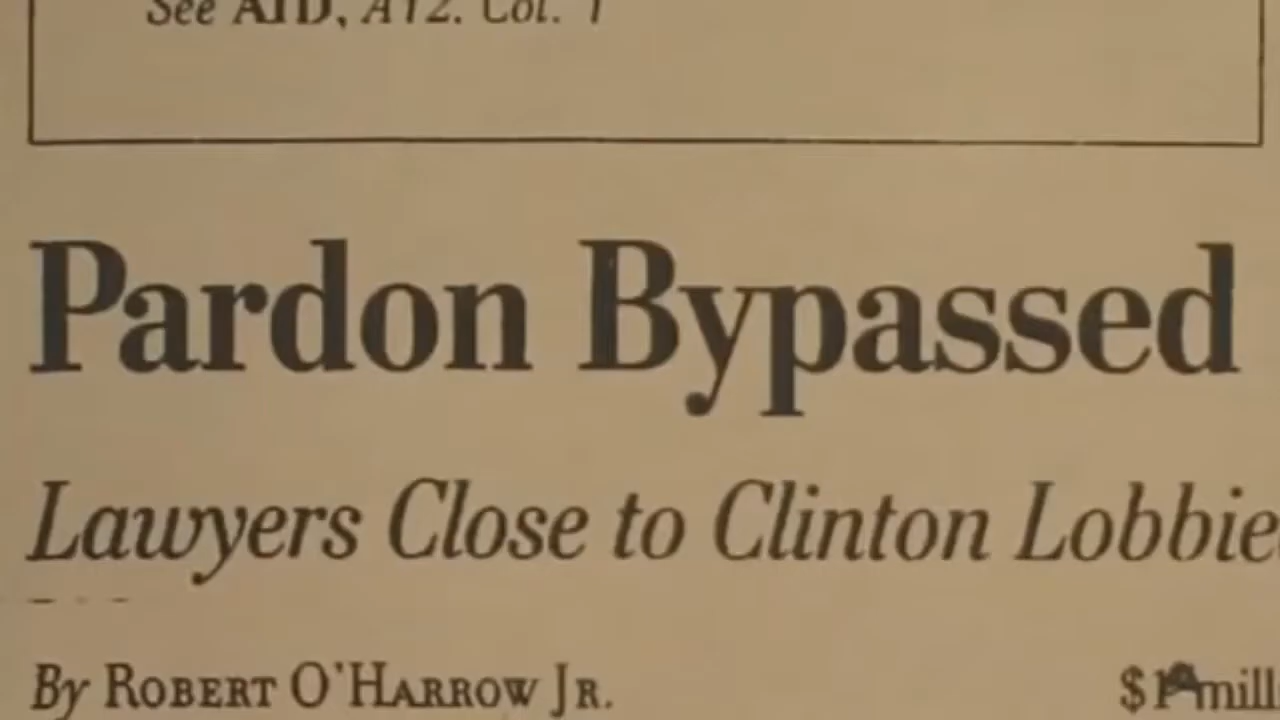 See AID, A12, Col. 1
Pardon Bypassed
Lawyers Close to Clinton Lobbie
By ROBERT O'HARROW JR.